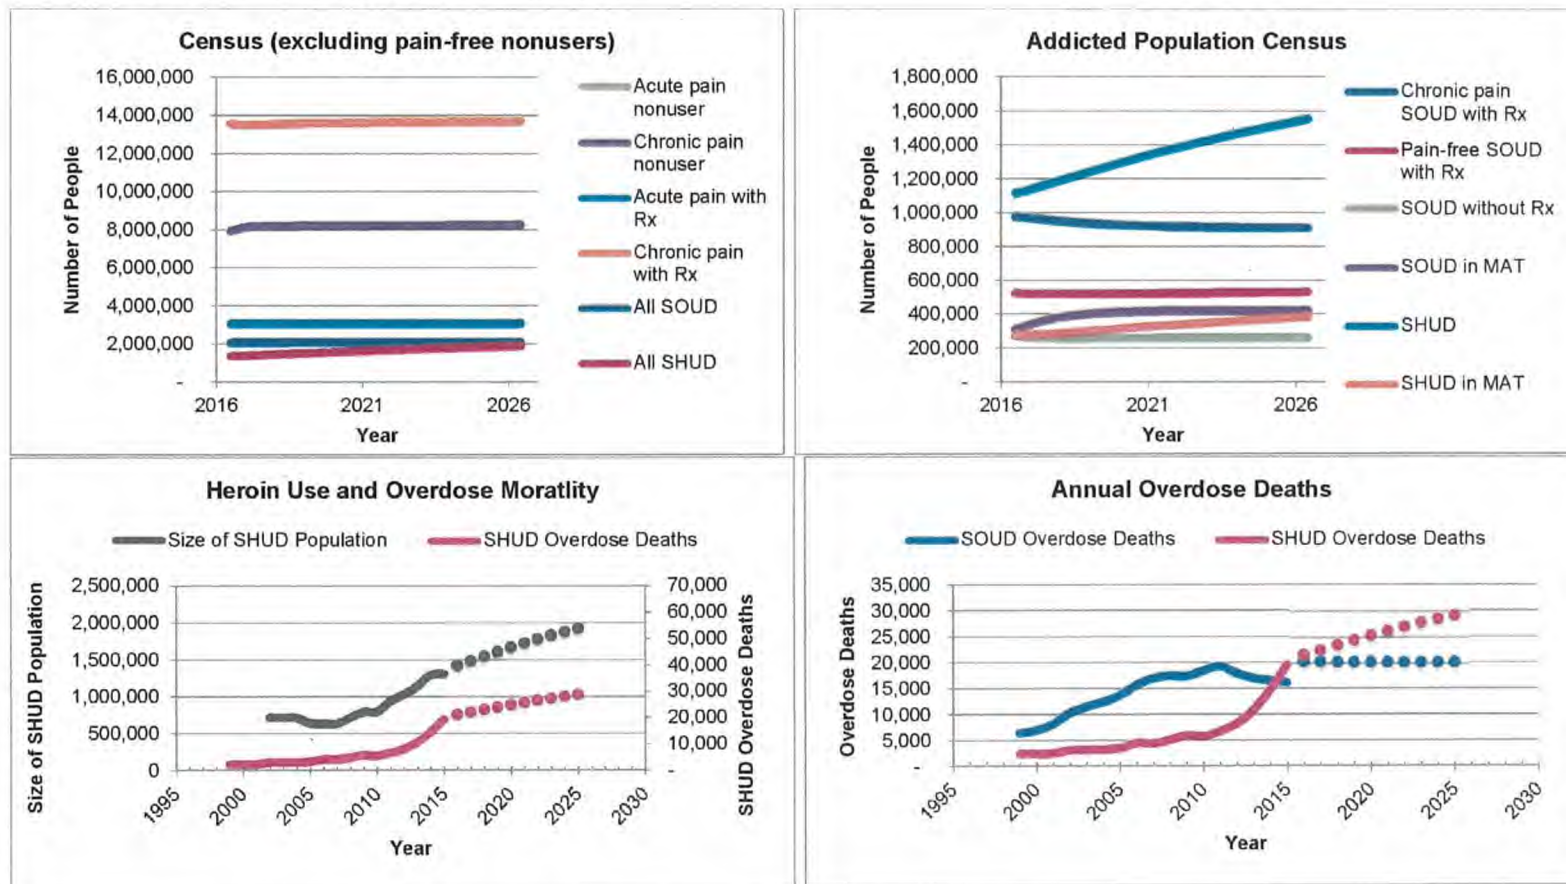 Census (excluding pain-free nonusers)
Number of People
16,000,000
14,000,000
12,000,000
10,000,000
8,000,000
6,000,000
4,000,000
2,000,000
-
2016
2021
2026
Year
Acute pain
nonuser
Chronic pain
nonuser
Acute pain with
Rx
Chronic pain
with Rx
All SOUD
All SHUD
Addicted Population Census
Number of People
1,800,000
1,600,000
1,400,000
1,200,000
1,000,000
800,000
600,000
400,000
200,000
-
2016
2021
2026
Year
Chronic pain
SOUD with Rx
Pain-free SOUD
with Rx
SOUD without Rx
SOUD in MAT
SHUD
SHUD in MAT
Heroin Use and Overdose Moratlity
Size of SHUD Population
SHUD Overdose Deaths
Size of SHUD Population
2,500,000
2,000,000
1,500,000
1,000,000
500,000
0
70,000
60,000
50,000
40,000
30,000
20,000
10,000
-
SHUD Overdose Deaths
1995
2000
2005
2010
2015
2020
2025
2030
Year
Annual Overdose Deaths
SOUD Overdose Deaths
SHUD Overdose Deaths
Overdose Deaths
35,000
30,000
25,000
20,000
15,000
10,000
5,000
-
1995
2000
2005
2010
2015
2020
2025
2030
Year